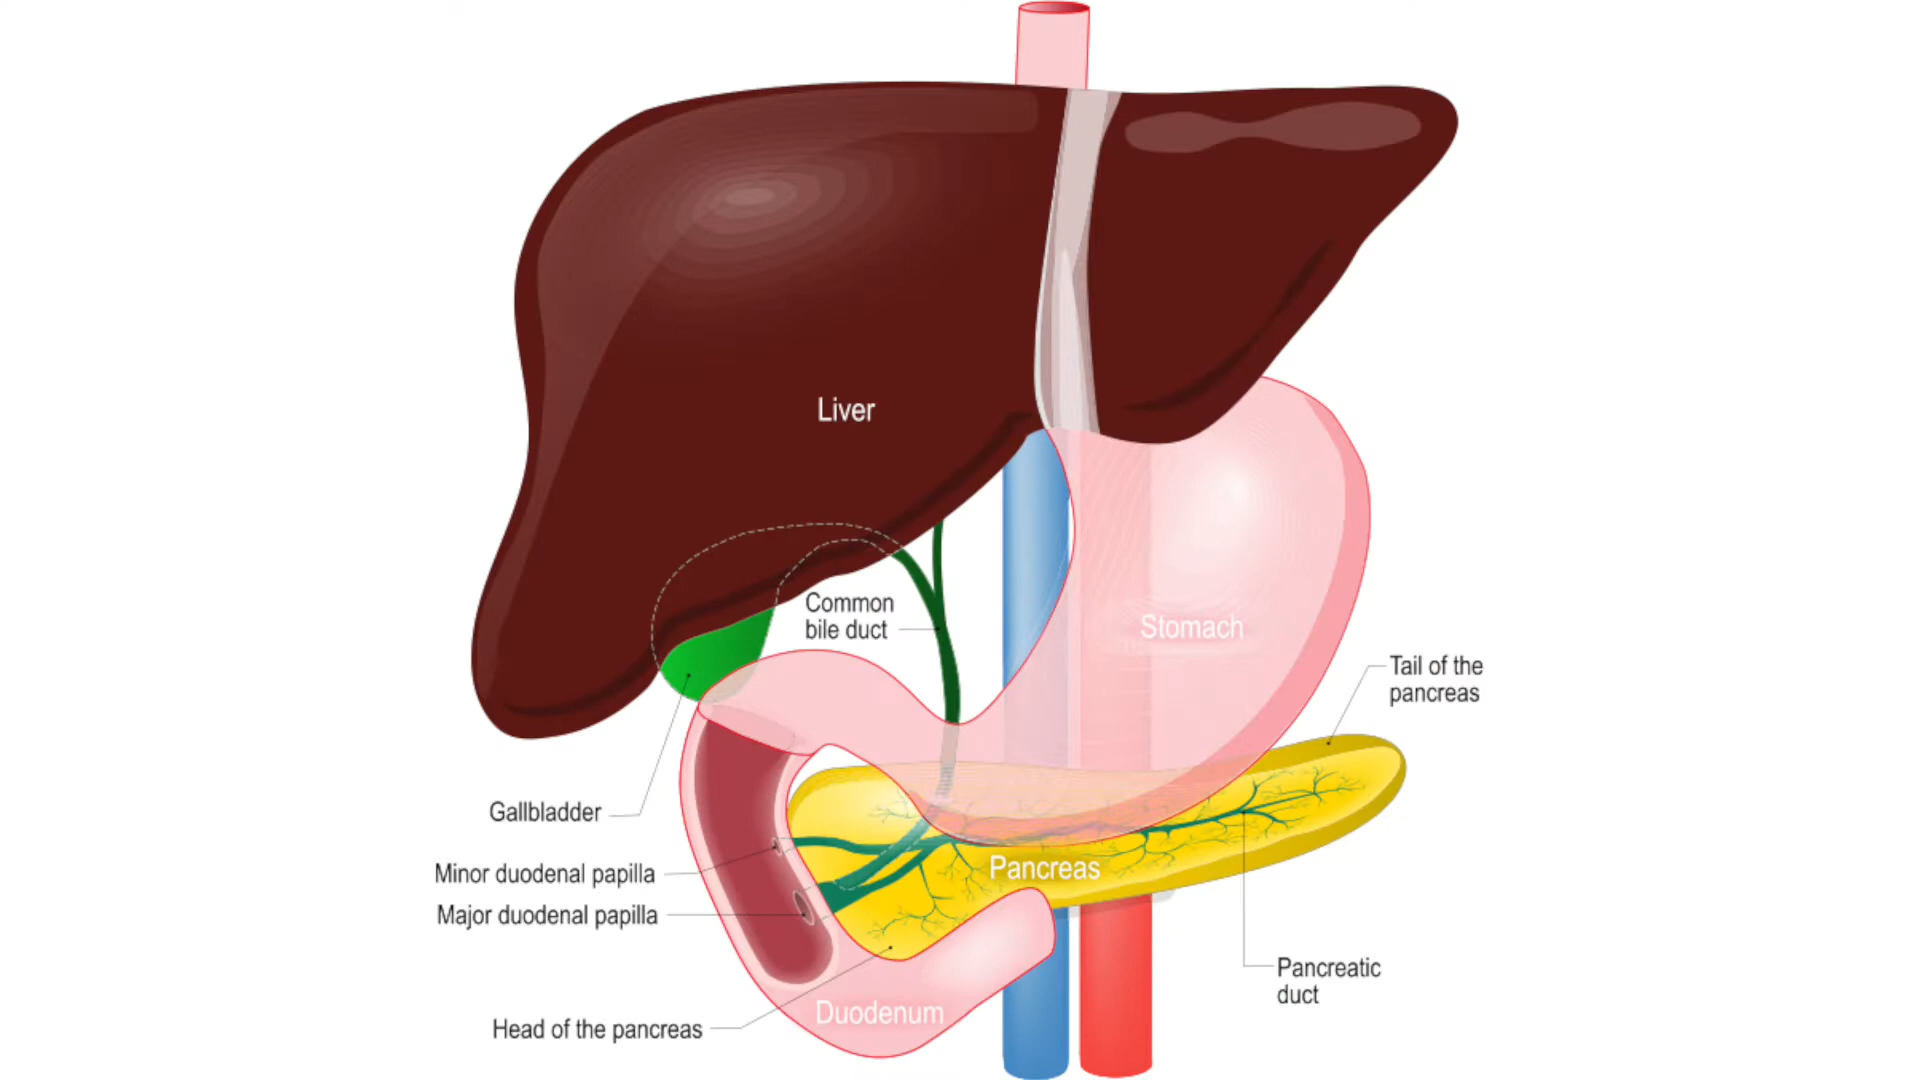 Liver
Common
bile duct
Stomach
Tail of the
pancreas
Gallbladder
Minor duodenal papilla
Pancreas
Major duodenal papilla
Pancreatic
duct
Duodenum
Head of the pancreas